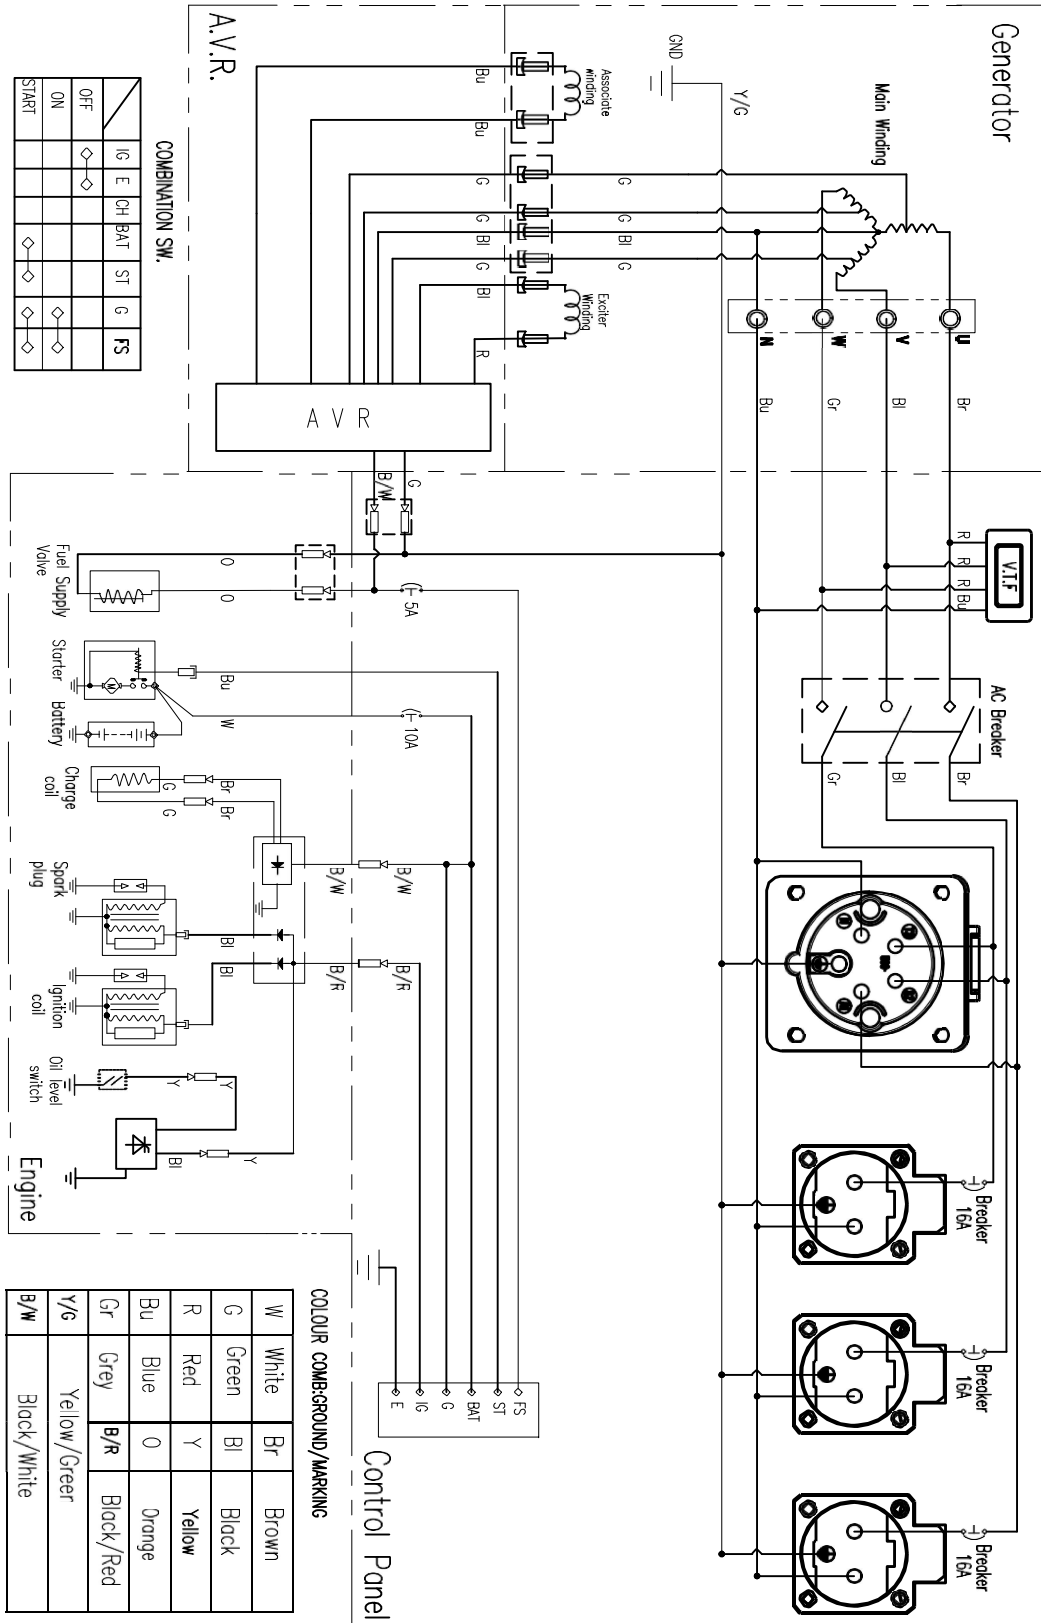 Generator
Main Winding
U
V
W
N
Br
Bl
Gr
Bu
Y/G
GND
Associate
winding
Bu
Bu
G
G
G
G
Bl
Bl
G
G
Exciter
Winding
Bl
R
A.V.R.
A V R
B/W
G
V.T.F
R
R
R
Bu
AC Breaker
Br
Bl
Gr
Breaker
16A
Breaker
16A
Breaker
16A
COMBINATION SW.
IG E CH BAT ST G FS
OFF
ON
START
Fuel Supply
Valve
O
O
5A
Starter
M
Bu
Battery
W
10A
Charge
coil
G
G
Br
Br
B/W
B/W
Spark
plug
Bl
Bl
B/R
B/R
Ignition
coil
Oil level
switch
Y
Y
Bl
Y
Engine
FS
ST
BAT
G
IG
E
Control Panel
COLOUR COMB:GROUND/MARKING
W White Br Brown
G Green Bl Black
R Red Y Yellow
Bu Blue O Orange
Gr Grey B/R Black/Red
Y/G Yellow/Green
B/W Black/White